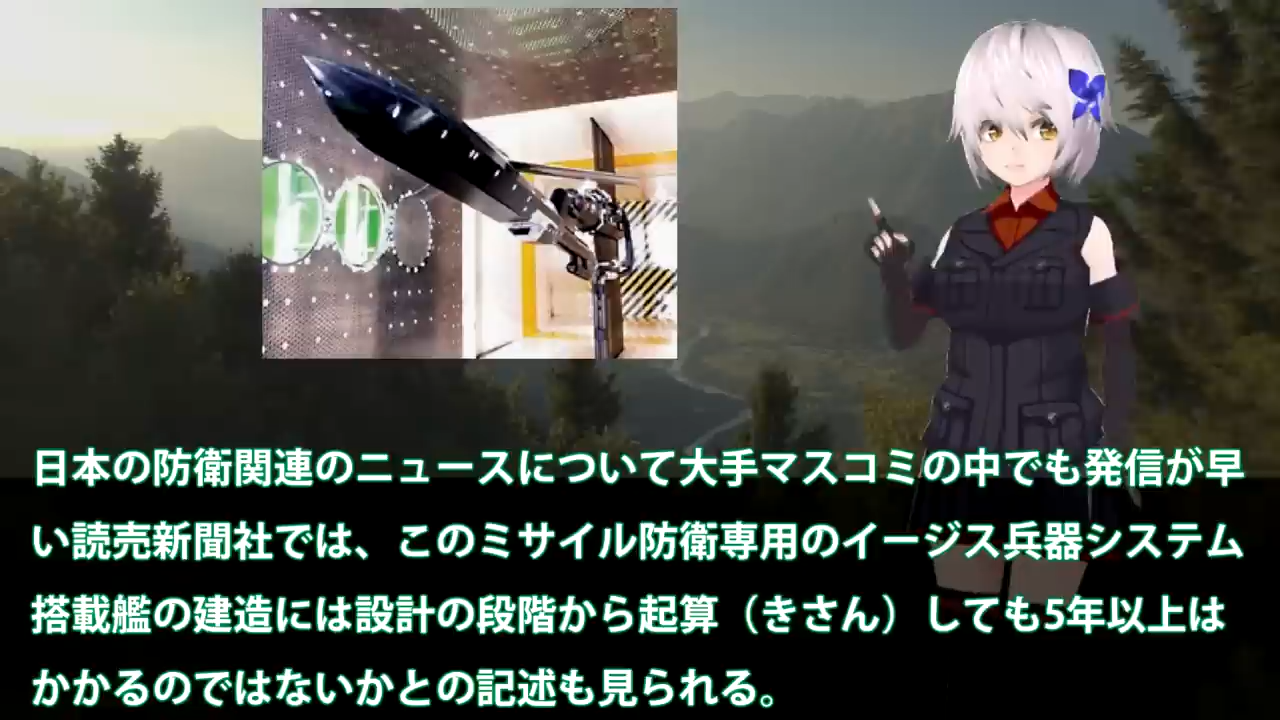 日本の防衛関連のニュースについて大手マスコミの中でも発信が早
い読売新聞社では、このミサイル防衛専用のイージス兵器システム
搭載艦の建造には設計の段階から起算（きさん）しても5年以上は
かかるのではないかとの記述も見られる。